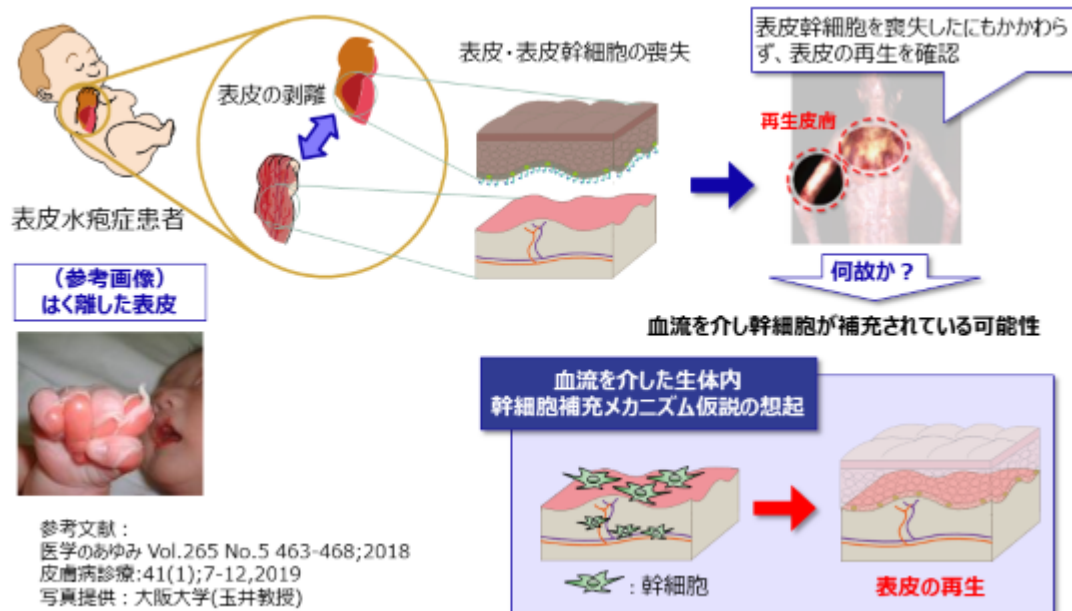 表皮水疱症患者
表皮の剥離
表皮・表皮幹細胞の喪失
表皮幹細胞を喪失したにもかかわら
ず、表皮の再生を確認
再生皮膚
何故か?
血流を介し幹細胞が補充されている可能性
(参考画像)
はく離した表皮
参考文献:
医学のあゆみ Vol.265 No.5 463-468;2018
皮膚病診療:41(1);7-12,2019
写真提供:大阪大学(玉井教授)
血流を介した生体内
幹細胞補充メカニズム仮説の想起
:幹細胞
表皮の再生